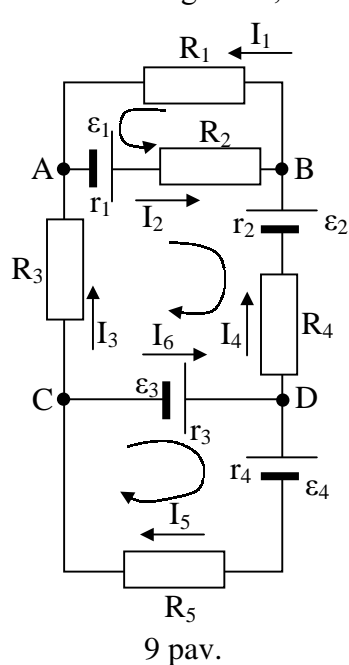 I₁
R₁
ε₁
R₂
A
B
r₁
I₂
r₂
ε₂
R₃
I₃
I₆
I₄
R₄
C
ε₃
D
r₃
r₄
ε₄
I₅
R₅
9 pav.